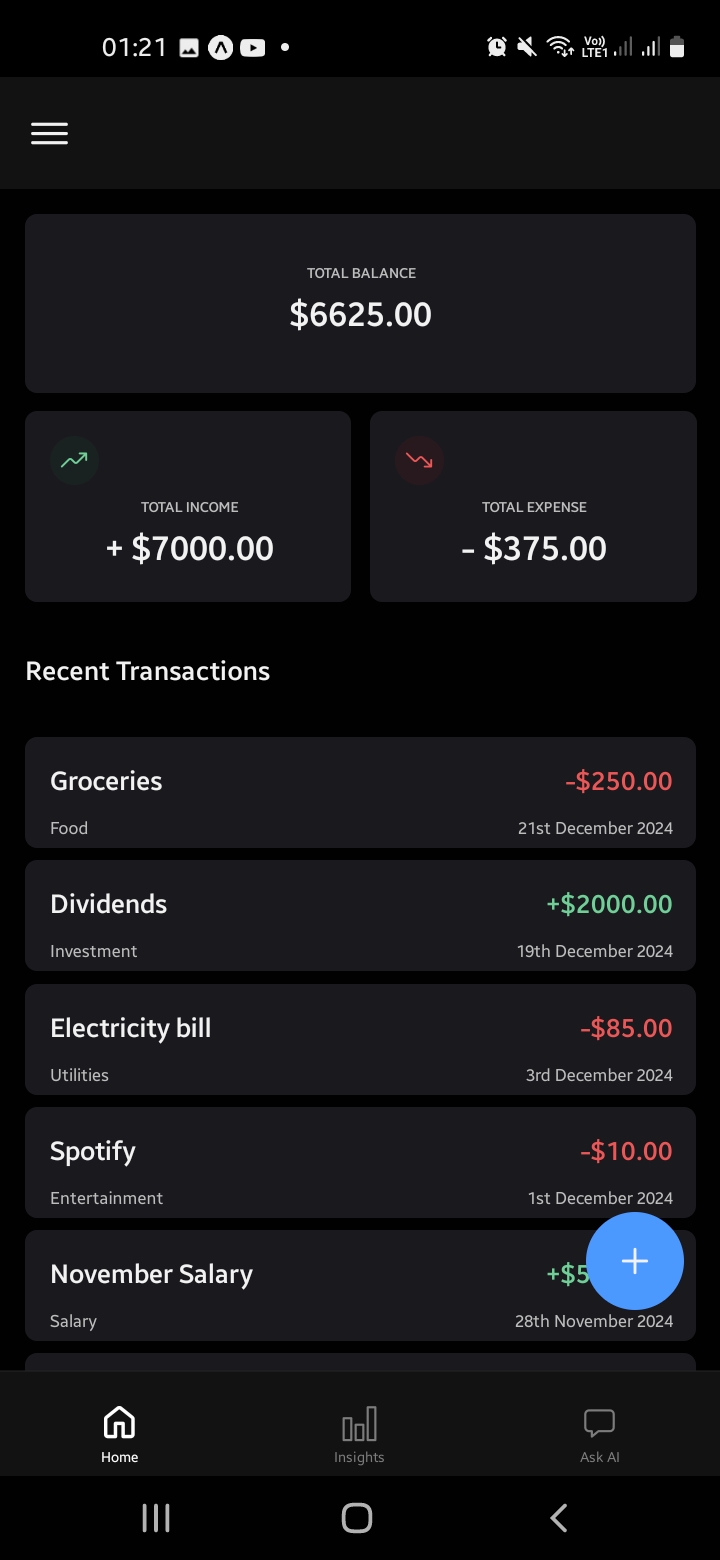 01:21
Vo))
LTE1
TOTAL BALANCE
$6625.00
TOTAL INCOME
+ $7000.00
TOTAL EXPENSE
- $375.00
Recent Transactions
Groceries
-$250.00
Food
21st December 2024
Dividends
+$2000.00
Investment
19th December 2024
Electricity bill
-$85.00
Utilities
3rd December 2024
Spotify
-$10.00
Entertainment
1st December 2024
November Salary
+$5
Salary
28th November 2024
Home
Insights
Ask AI